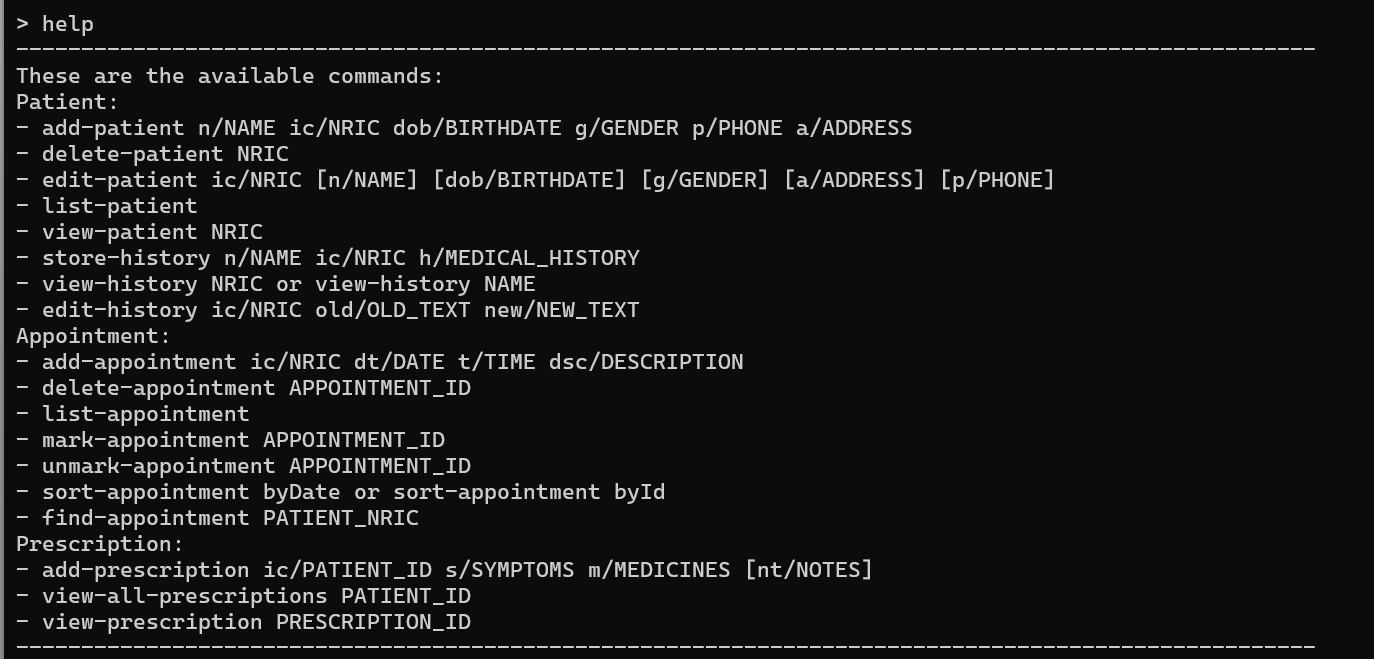 > help
----------------------------------------------------------------------------------------------------
These are the available commands:
Patient:
- add-patient n/NAME ic/NRIC dob/BIRTHDATE g/GENDER p/PHONE a/ADDRESS
- delete-patient NRIC
- edit-patient ic/NRIC [n/NAME] [dob/BIRTHDATE] [g/GENDER] [a/ADDRESS] [p/PHONE]
- list-patient
- view-patient NRIC
- store-history n/NAME ic/NRIC h/MEDICAL_HISTORY
- view-history NRIC or view-history NAME
- edit-history ic/NRIC old/OLD_TEXT new/NEW_TEXT
Appointment:
- add-appointment ic/NRIC dt/DATE t/TIME dsc/DESCRIPTION
- delete-appointment APPOINTMENT_ID
- list-appointment
- mark-appointment APPOINTMENT_ID
- unmark-appointment APPOINTMENT_ID
- sort-appointment byDate or sort-appointment byId
- find-appointment PATIENT_NRIC
Prescription:
- add-prescription ic/PATIENT_ID s/SYMPTOMS m/MEDICINES [nt/NOTES]
- view-all-prescriptions PATIENT_ID
- view-prescription PRESCRIPTION_ID
----------------------------------------------------------------------------------------------------